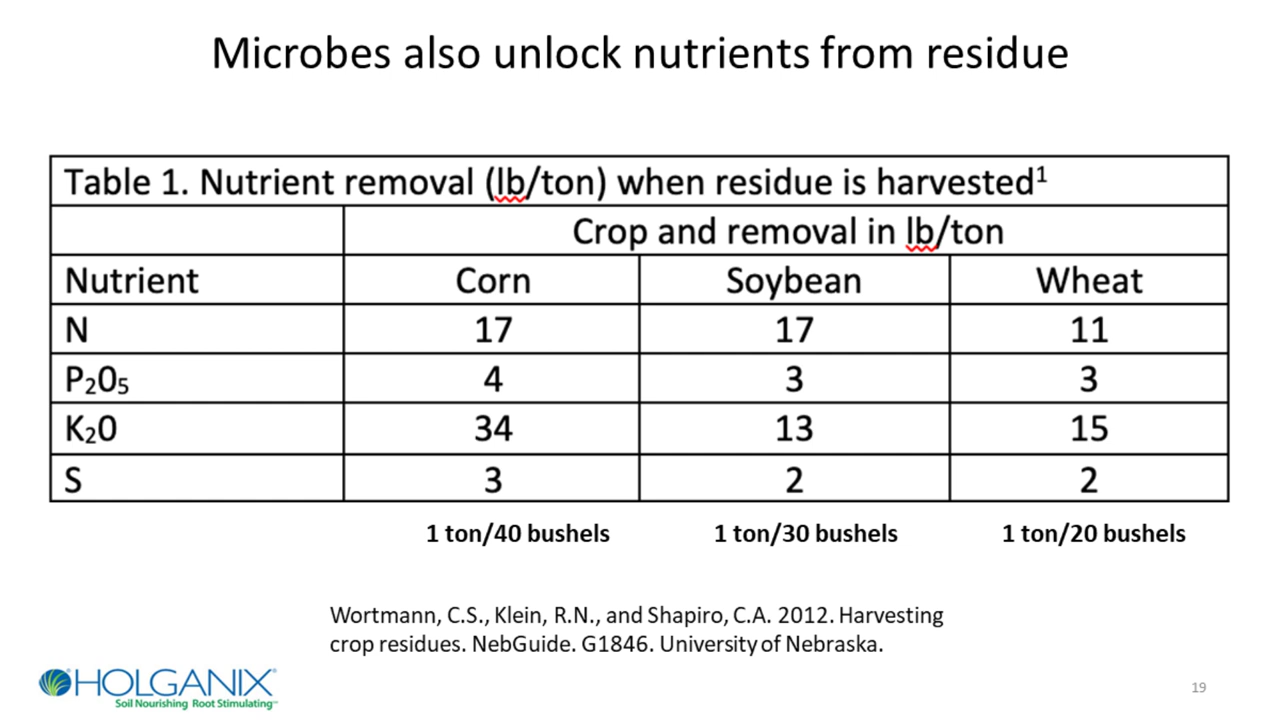 Microbes also unlock nutrients from residue
Table 1. Nutrient removal (lb/ton) when residue is harvested¹
Crop and removal in lb/ton
Nutrient Corn Soybean Wheat
N 17 17 11
P₂O₅ 4 3 3
K₂0 34 13 15
S 3 2 2
1 ton/40 bushels 1 ton/30 bushels 1 ton/20 bushels
Wortmann, C.S., Klein, R.N., and Shapiro, C.A. 2012. Harvesting
crop residues. NebGuide. G1846. University of Nebraska.
HOLGANIX
Soil Nourishing Root Stimulating
19